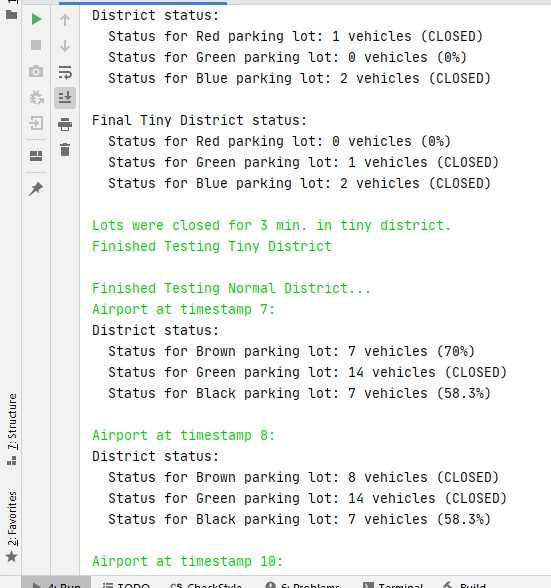 District status:
Status for Red parking lot: 1 vehicles (CLOSED)
Status for Green parking lot: 0 vehicles (0%)
Status for Blue parking lot: 2 vehicles (CLOSED)
Final Tiny District status:
Status for Red parking lot: 0 vehicles (0%)
Status for Green parking lot: 1 vehicles (CLOSED)
Status for Blue parking lot: 2 vehicles (CLOSED)
Lots were closed for 3 min. in tiny district.
Finished Testing Tiny District
Finished Testing Normal District...
Airport at timestamp 7:
District status:
Status for Brown parking lot: 7 vehicles (70%)
Status for Green parking lot: 14 vehicles (CLOSED)
Status for Black parking lot: 7 vehicles (58.3%)
Airport at timestamp 8:
District status:
Status for Brown parking lot: 8 vehicles (CLOSED)
Status for Green parking lot: 14 vehicles (CLOSED)
Status for Black parking lot: 7 vehicles (58.3%)
Airport at timestamp 10:
7: Structure
2: Favorites
4: Run TODO CheckStyle 6: Problems Terminal Build